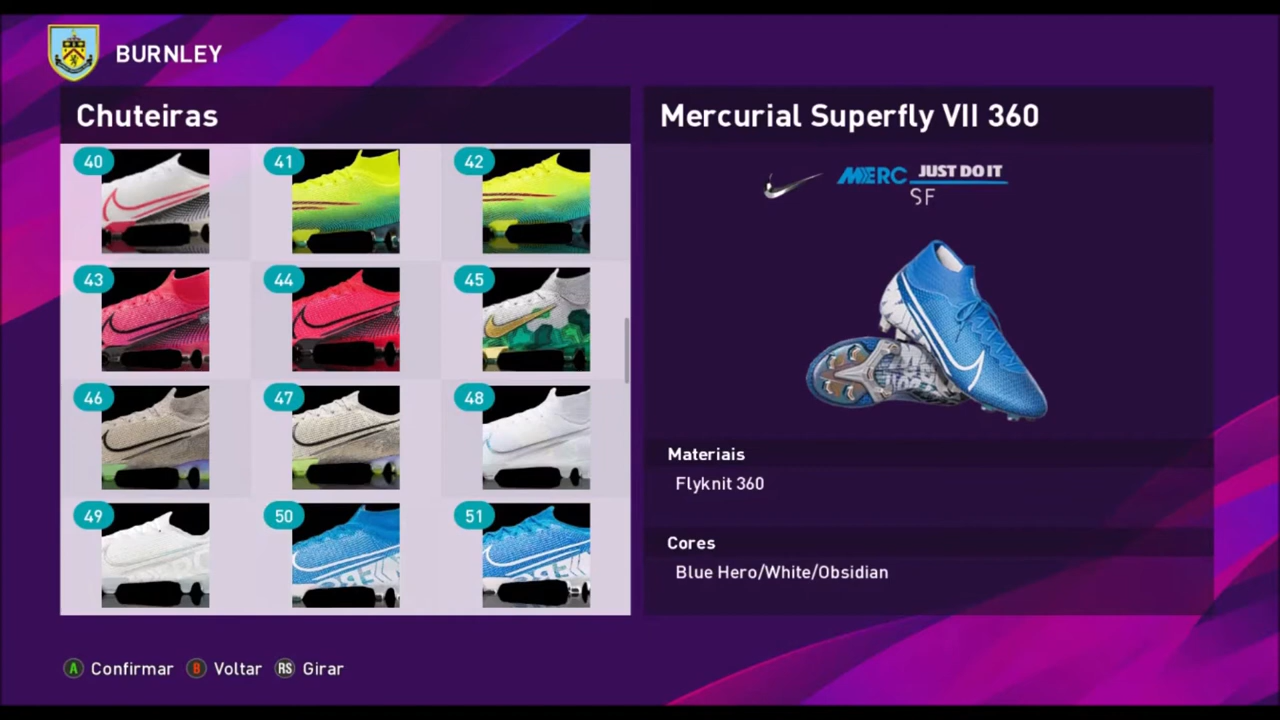 BURNLEY
Chuteiras
40 41 42
43 44 45
46 47 48
49 50 51
Mercurial Superfly VII 360
MERC JUST DO IT
SF
Materiais
Flyknit 360
Cores
Blue Hero/White/Obsidian
A Confirmar B Voltar RS Girar